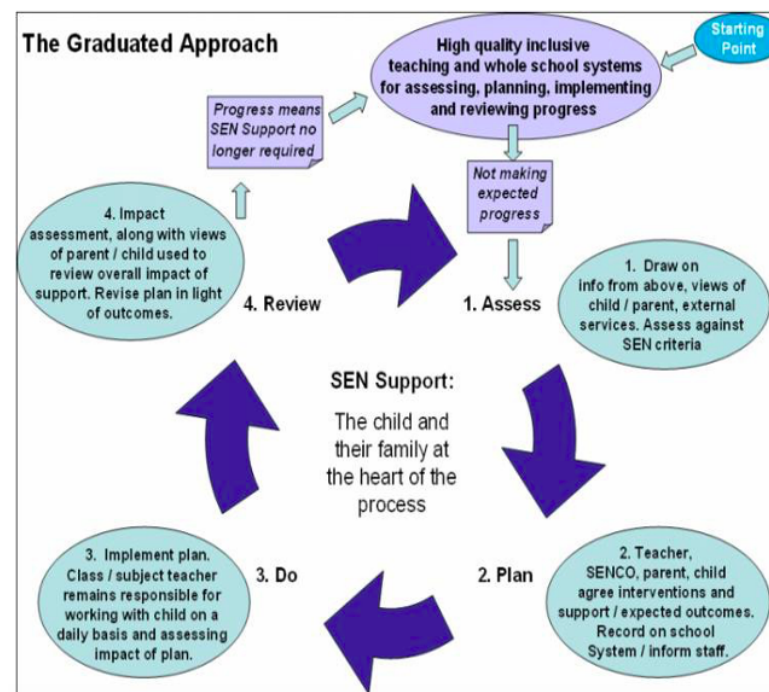 The Graduated Approach
Starting
Point
High quality inclusive
teaching and whole school systems
for assessing, planning, implementing
and reviewing progress
Progress means
SEN Support no
longer required
Not making
expected
progress
4. Impact
assessment, along with views
of parent / child used to
review overall impact of
support. Revise plan in light
of outcomes.
4. Review
1. Assess
1. Draw on
info from above, views of
child / parent, external
services. Assess against
SEN criteria
SEN Support:
The child and
their family at
the heart of the
process
3. Implement plan.
Class / subject teacher
remains responsible for
working with child on a
daily basis and assessing
impact of plan.
3. Do
2. Plan
2. Teacher,
SENCO, parent, child
agree interventions and
support / expected outcomes.
Record on school
System / inform staff.